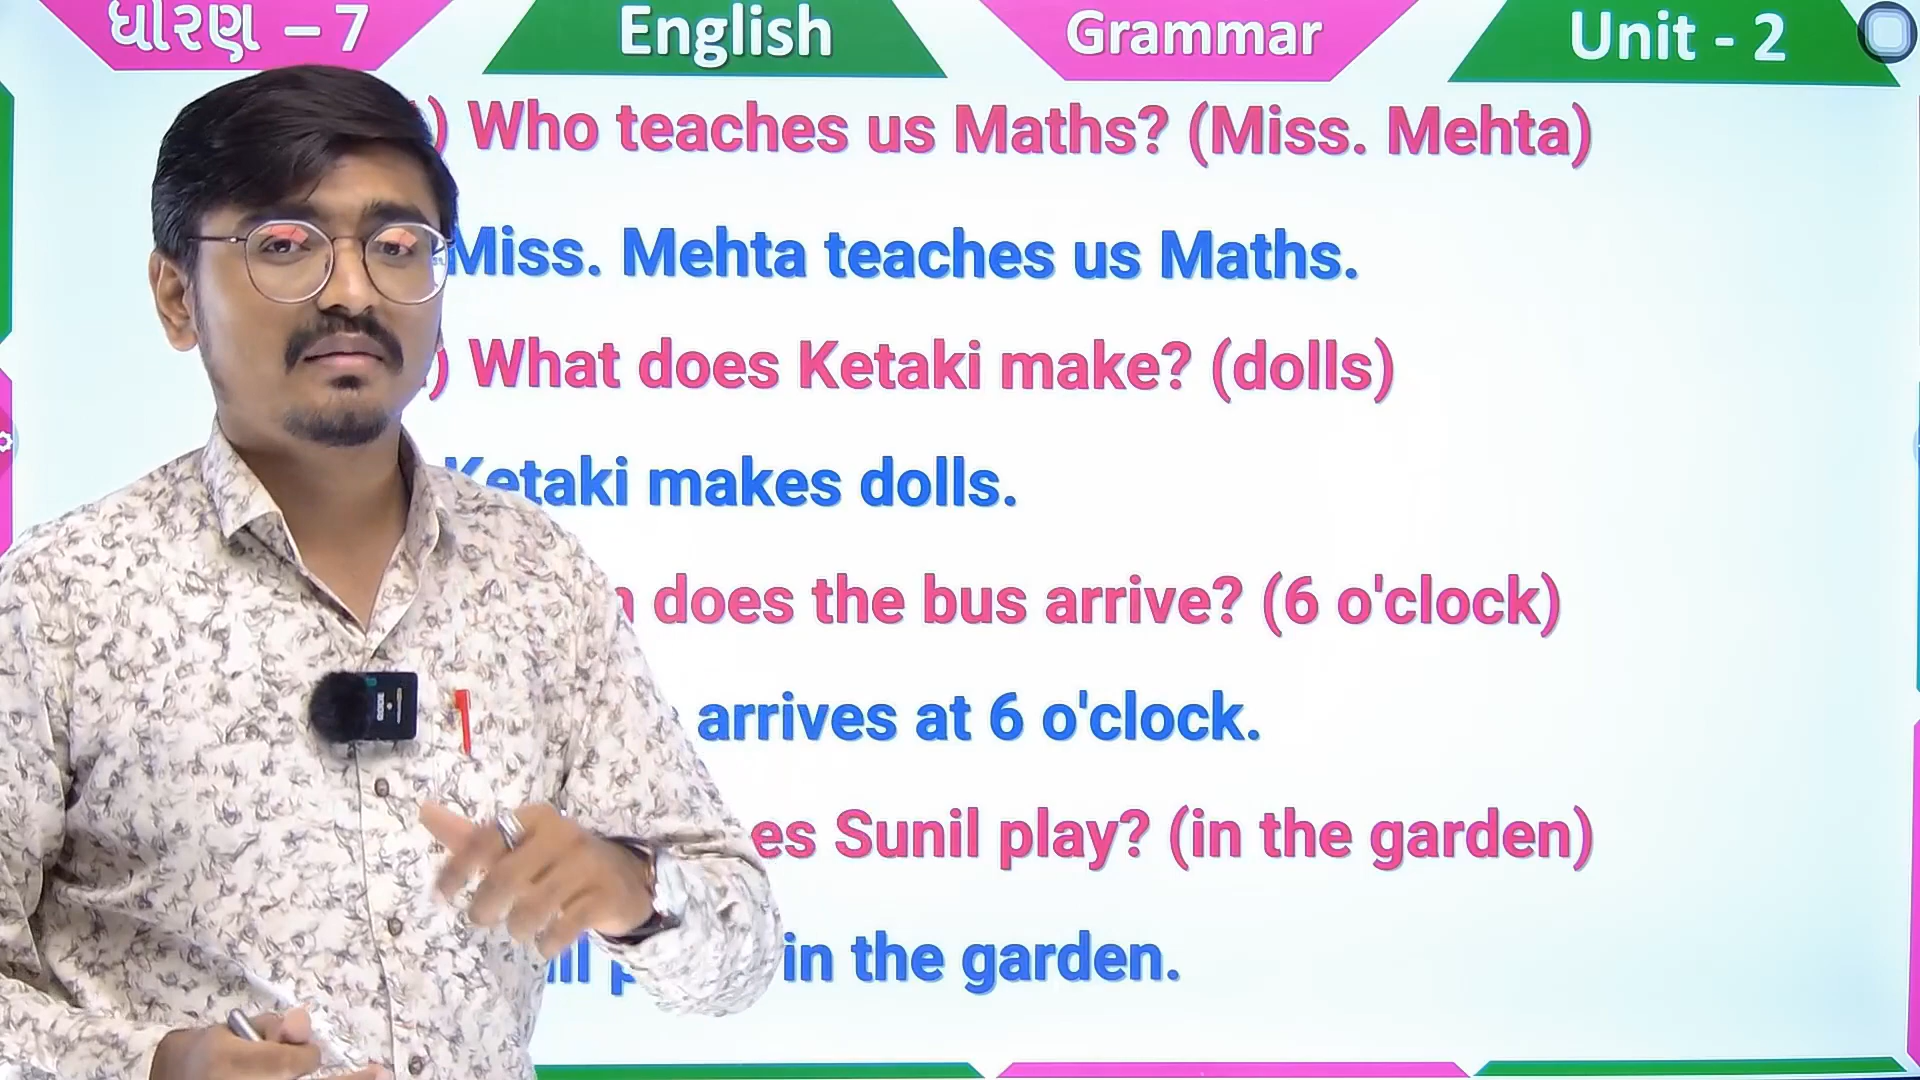 ધોરણ – 7
English
Grammar
Unit - 2
) Who teaches us Maths? (Miss. Mehta)
Miss. Mehta teaches us Maths.
) What does Ketaki make? (dolls)
Ketaki makes dolls.
does the bus arrive? (6 o'clock)
arrives at 6 o'clock.
Sunil play? (in the garden)
in the garden.